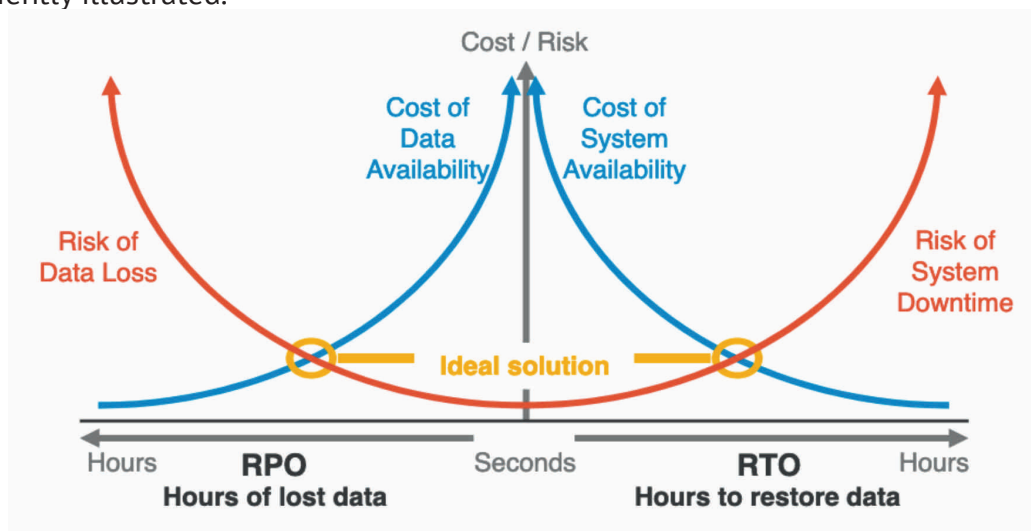 Cost / Risk
Cost of
Data
Availability
Cost of
System
Availability
Risk of
Data Loss
Risk of
System
Downtime
Ideal solution
Hours
RPO
Seconds
RTO
Hours
Hours of lost data
Hours to restore data